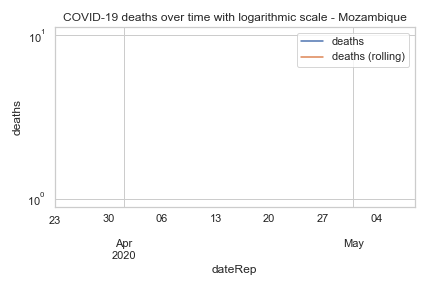 COVID-19 deaths over time with logarithmic scale - Mozambique
10¹
deaths
deaths (rolling)
deaths
10⁰
23 30 06 13 20 27 04
Apr May
2020
dateRep